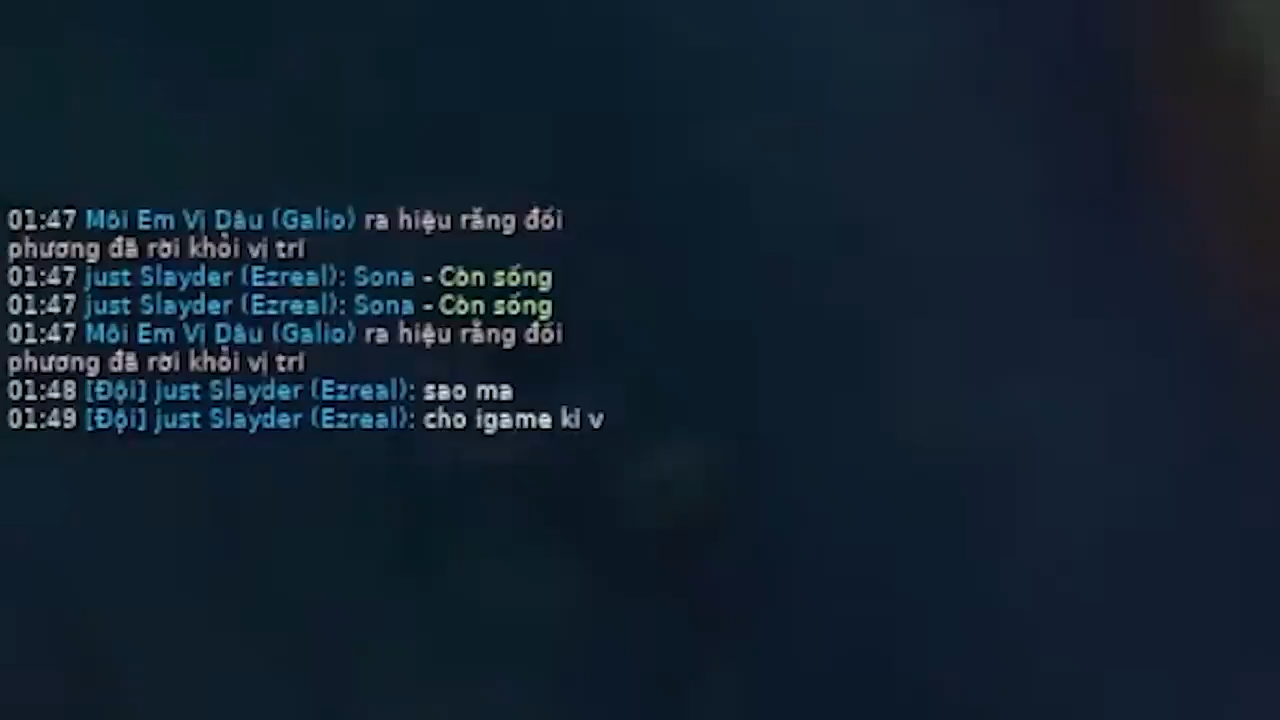 01:47 Môi Em Vị Dâu (Galio) ra hiệu rằng đối
phương đã rời khỏi vị trí
01:47 just Slayder (Ezreal): Sona - Còn sống
01:47 just Slayder (Ezreal): Sona - Còn sống
01:47 Môi Em Vị Dâu (Galio) ra hiệu rằng đối
phương đã rời khỏi vị trí
01:48 [Đội] just Slayder (Ezreal): sao ma
01:49 [Đội] just Slayder (Ezreal): cho igame ki v